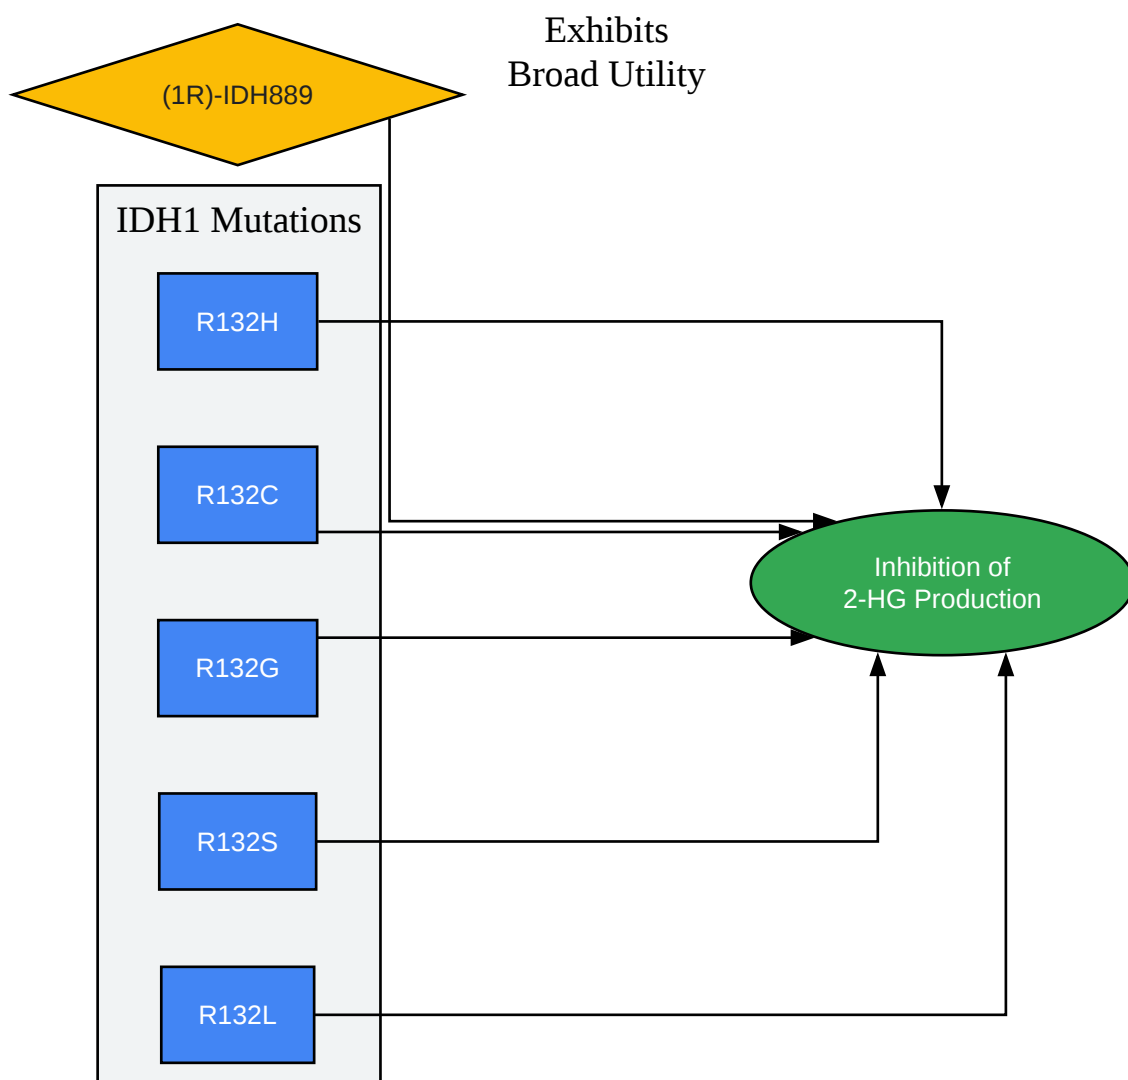 Exhibits
Broad Utility
(1R)-IDH889
IDH1 Mutations
R132H
R132C
R132G
R132S
R132L
Inhibition of
2-HG Production